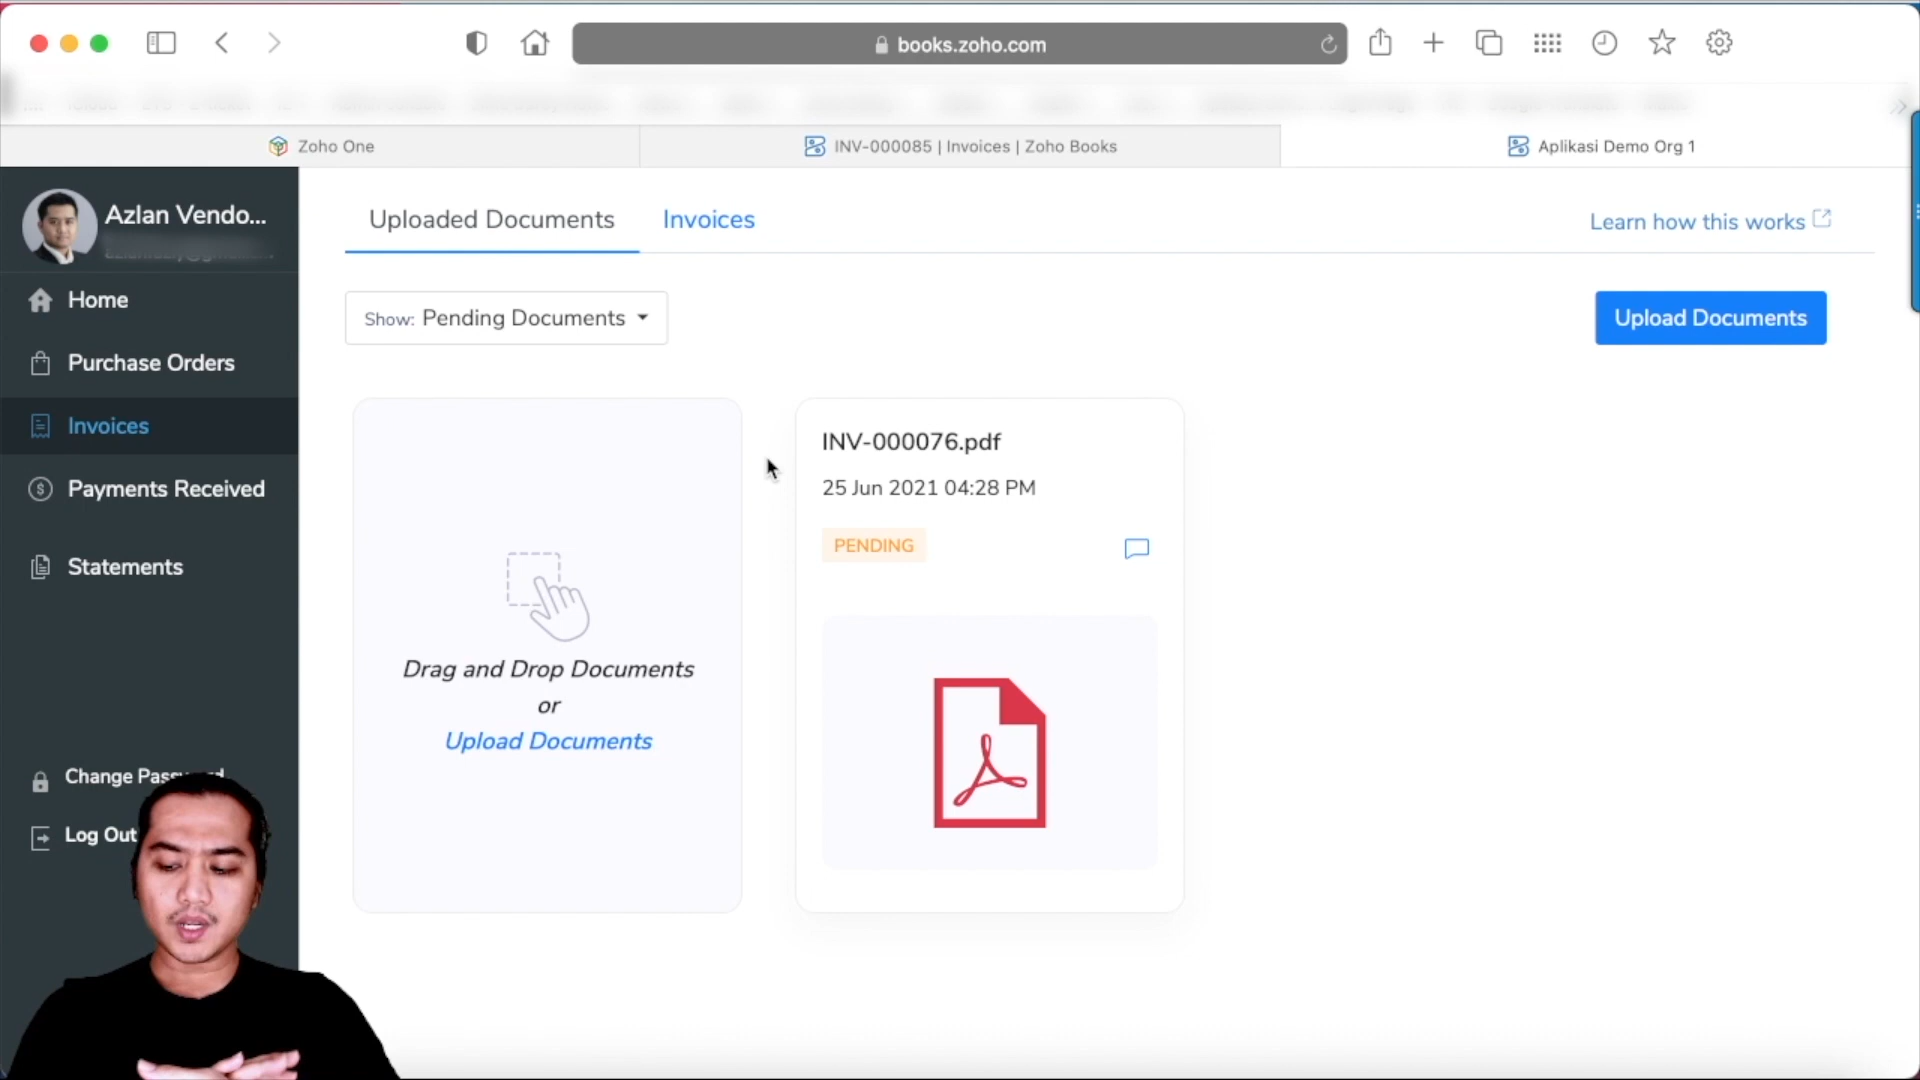 books.zoho.com
Zoho One
INV-000085 | Invoices | Zoho Books
Aplikasi Demo Org 1
Azlan Vendo...
Home
Purchase Orders
Invoices
Payments Received
Statements
Change Password
Log Out
Uploaded Documents
Invoices
Learn how this works
Show: Pending Documents
Upload Documents
Drag and Drop Documents
or
Upload Documents
INV-000076.pdf
25 Jun 2021 04:28 PM
PENDING